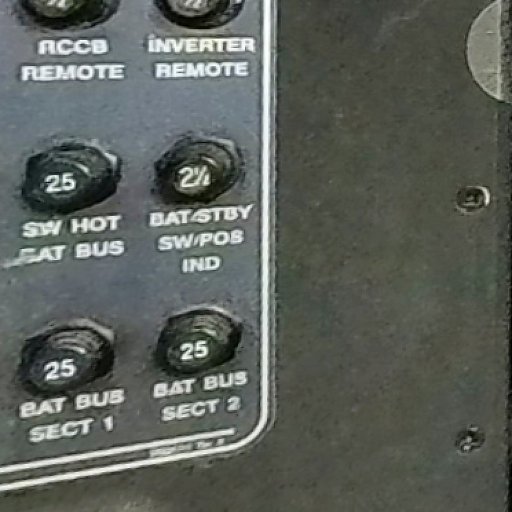 RCCB
REMOTE
INVERTER
REMOTE
25
SW HOT
BAT BUS
2½
BAT/STBY
SW/POS
IND
25
BAT BUS
SECT 1
25
BAT BUS
SECT 2